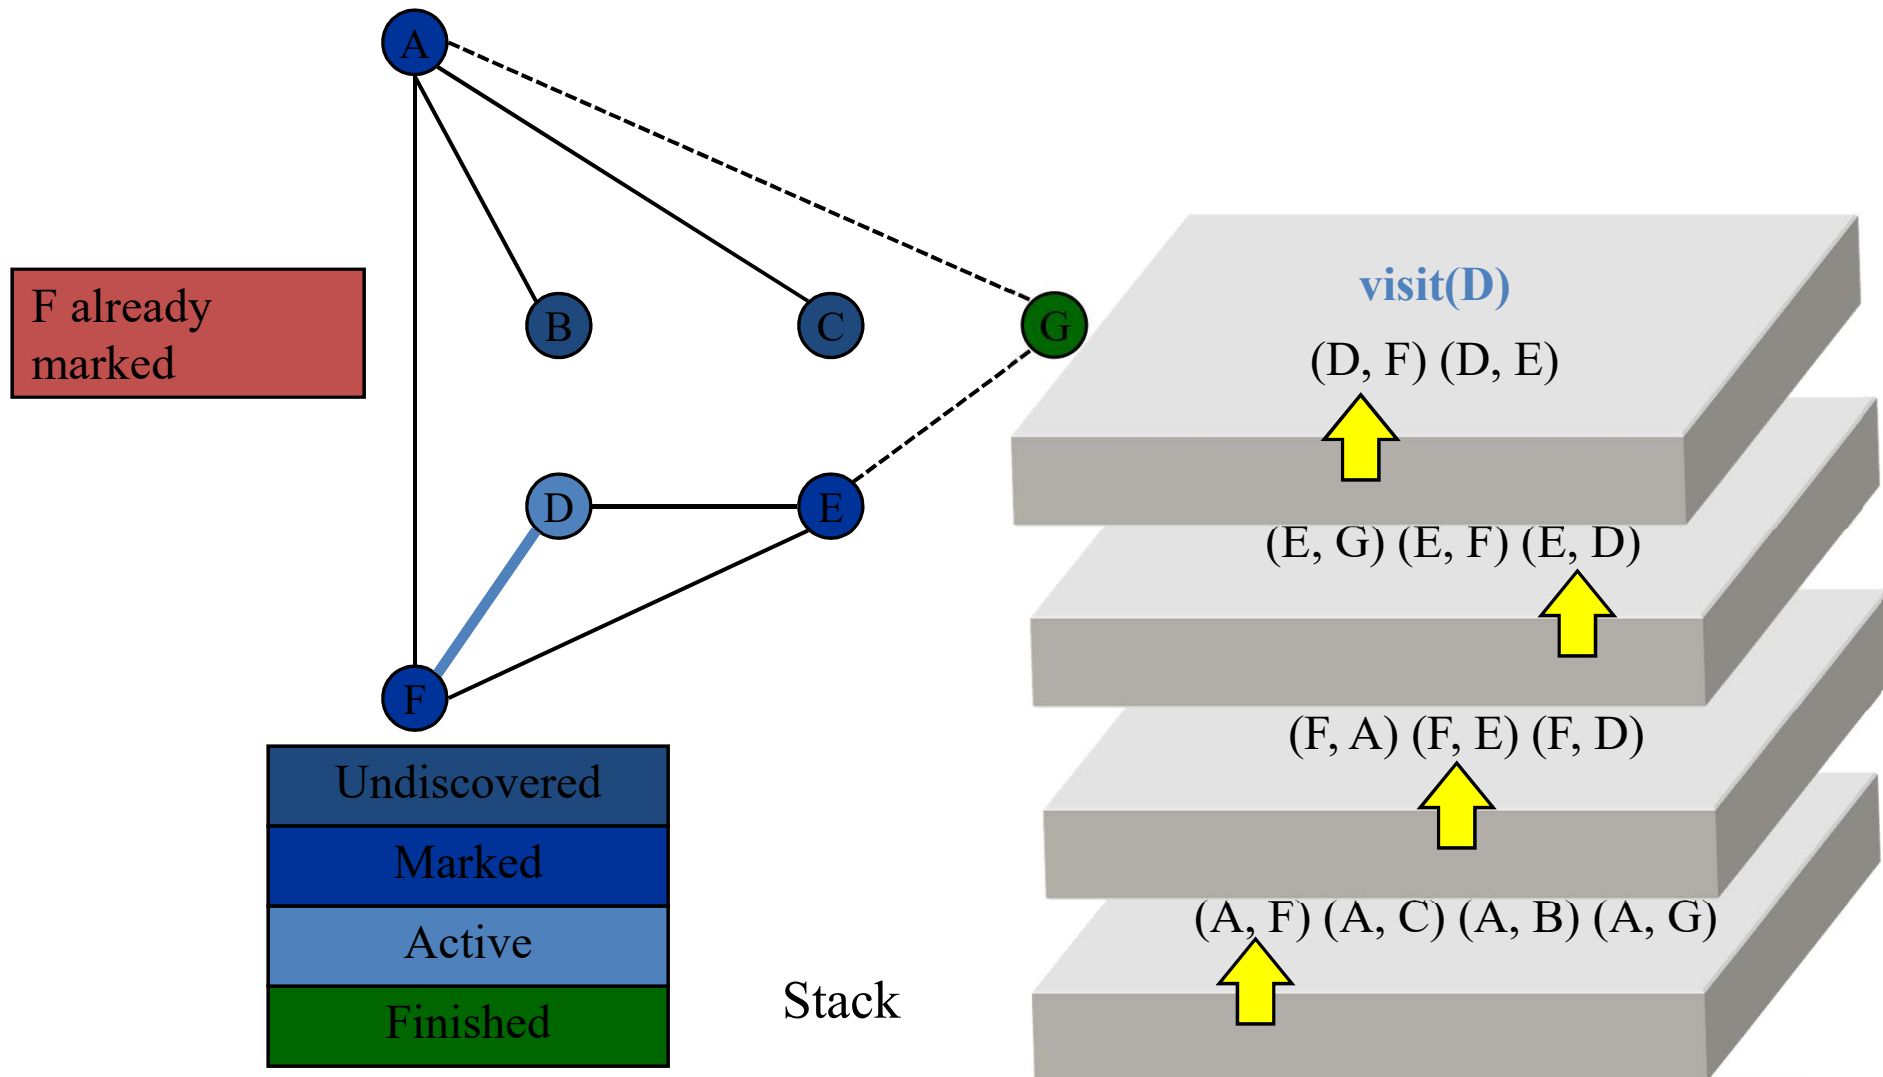 A
B
C
G
D
E
F
F already
marked
Undiscovered
Marked
Active
Finished
Stack
visit(D)
(D, F) (D, E)
(E, G) (E, F) (E, D)
(F, A) (F, E) (F, D)
(A, F) (A, C) (A, B) (A, G)